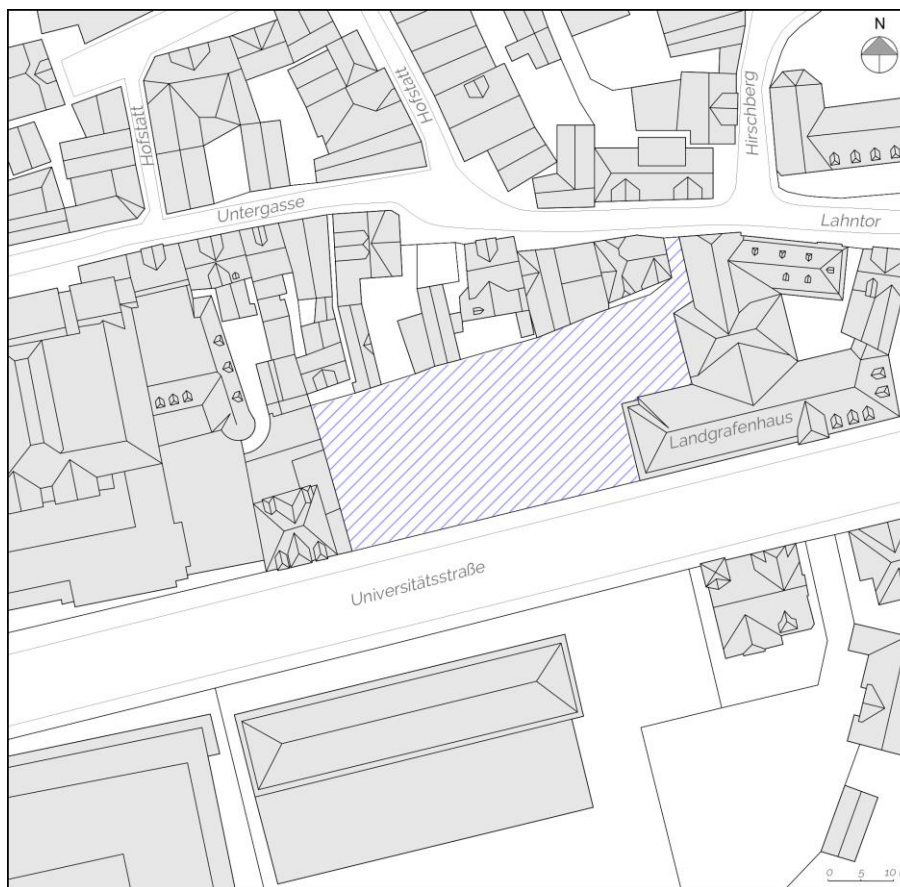 N
Hofstatt
Hofstatt
Hirschberg
Untergasse
Lahntor
Landgrafenhaus
Universitätsstraße
0 5 10